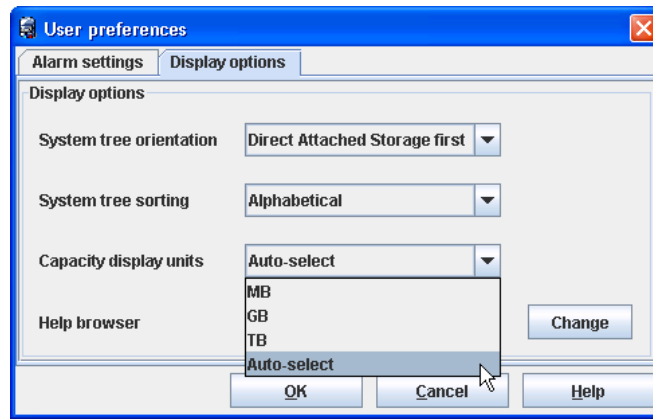 User preferences
Alarm settings Display options
Display options
System tree orientation Direct Attached Storage first
System tree sorting Alphabetical
Capacity display units Auto-select
MB
GB
Help browser Change
TB
Auto-select
OK Cancel Help